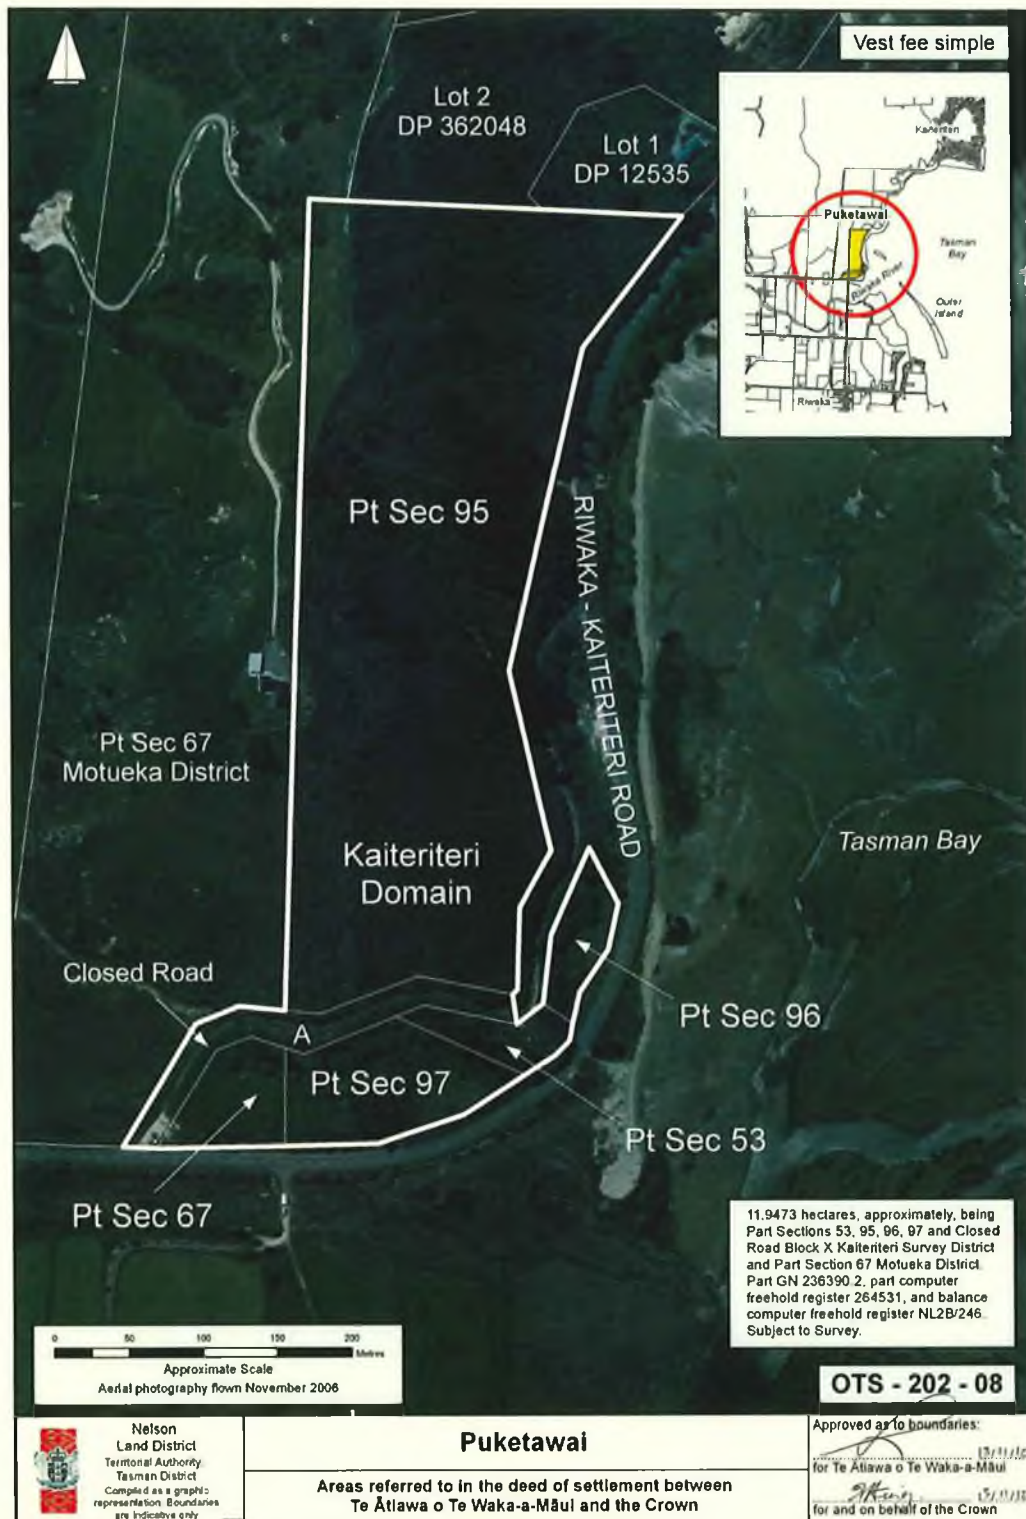 Vest fee simple
Lot 2
DP 362048
Lot 1
DP 12535
Kaiteriteri
Puketawai
Tasman
Bay
Riwaka River
Outer
Island
Riwaka
Pt Sec 95
RIWAKA - KAITERITERI ROAD
Pt Sec 67
Motueka District
Tasman Bay
Kaiteriteri
Domain
Closed Road
A
Pt Sec 96
Pt Sec 97
Pt Sec 53
Pt Sec 67
11.9473 hectares, approximately, being
Part Sections 53, 95, 96, 97 and Closed
Road Block X Kaiteriteri Survey District
and Part Section 67 Motueka District.
Part GN 236390.2, part computer
freehold register 264531, and balance
computer freehold register NL2B/246.
Subject to Survey.
0 50 100 150 200
Metres
Approximate Scale
Aerial photography flown November 2006
OTS - 202 - 08
Nelson
Land District
Territorial Authority
Tasman District
Compiled as a graphic
representation. Boundaries
are indicative only
Puketawai
Areas referred to in the deed of settlement between
Te Ātiawa o Te Waka-a-Māui and the Crown
Approved as to boundaries:
for Te Ātiawa o Te Waka-a-Māui
for and on behalf of the Crown